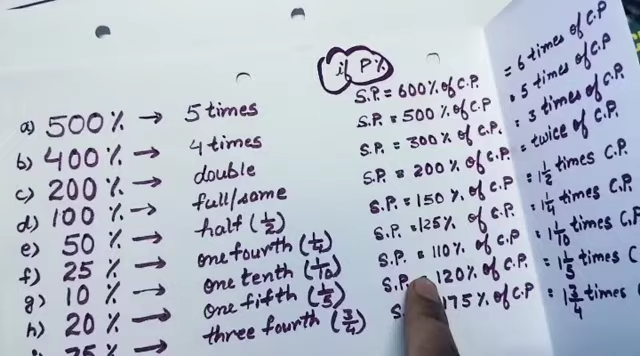 if P%
a) 500% → 5 times S.P. = 600% of C.P. = 6 times of C.P
b) 400% → 4 times S.P. = 500% of C.P = 5 times of C.P
c) 200% → double S.P. = 300% of C.P. = 3 times of C.P
d) 100% → full/same S.P. = 200% of C.P. = twice of C.P.
e) 50% → half (1/2) S.P. = 150% of C.P = 1 1/2 times C.P.
f) 25% → one fourth (1/4) S.P. = 125% of C.P. = 1 1/4 times C.P.
g) 10% → one tenth (1/10) S.P. = 110% of C.P = 1 1/10 times C.P
h) 20% → one fifth (1/5) S.P. = 120% of C.P. = 1 1/5 times C
75% → three fourth (3/4) S. 175% of C.P = 1 3/4 times